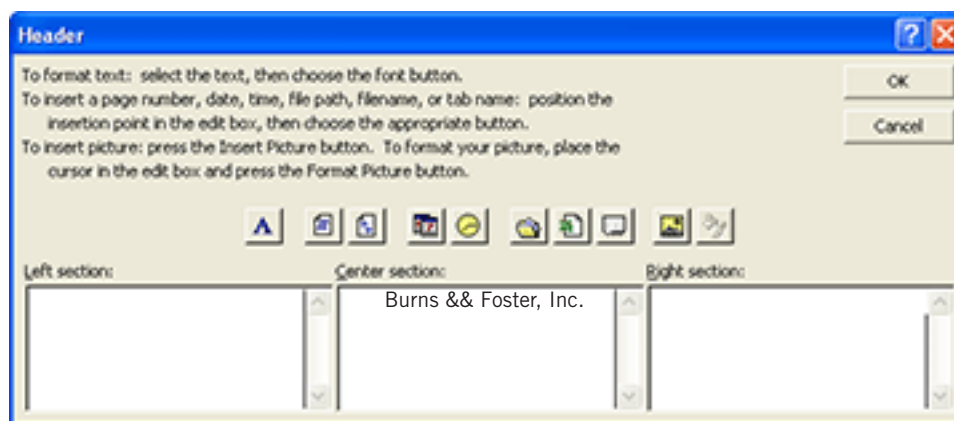 Header
To format text: select the text, then choose the font button.
To insert a page number, date, time, file path, filename, or tab name: position the
insertion point in the edit box, then choose the appropriate button.
To insert picture: press the Insert Picture button. To format your picture, place the
cursor in the edit box and press the Format Picture button.
OK
Cancel
A
Left section:
Center section:
Right section:
Burns && Foster, Inc.